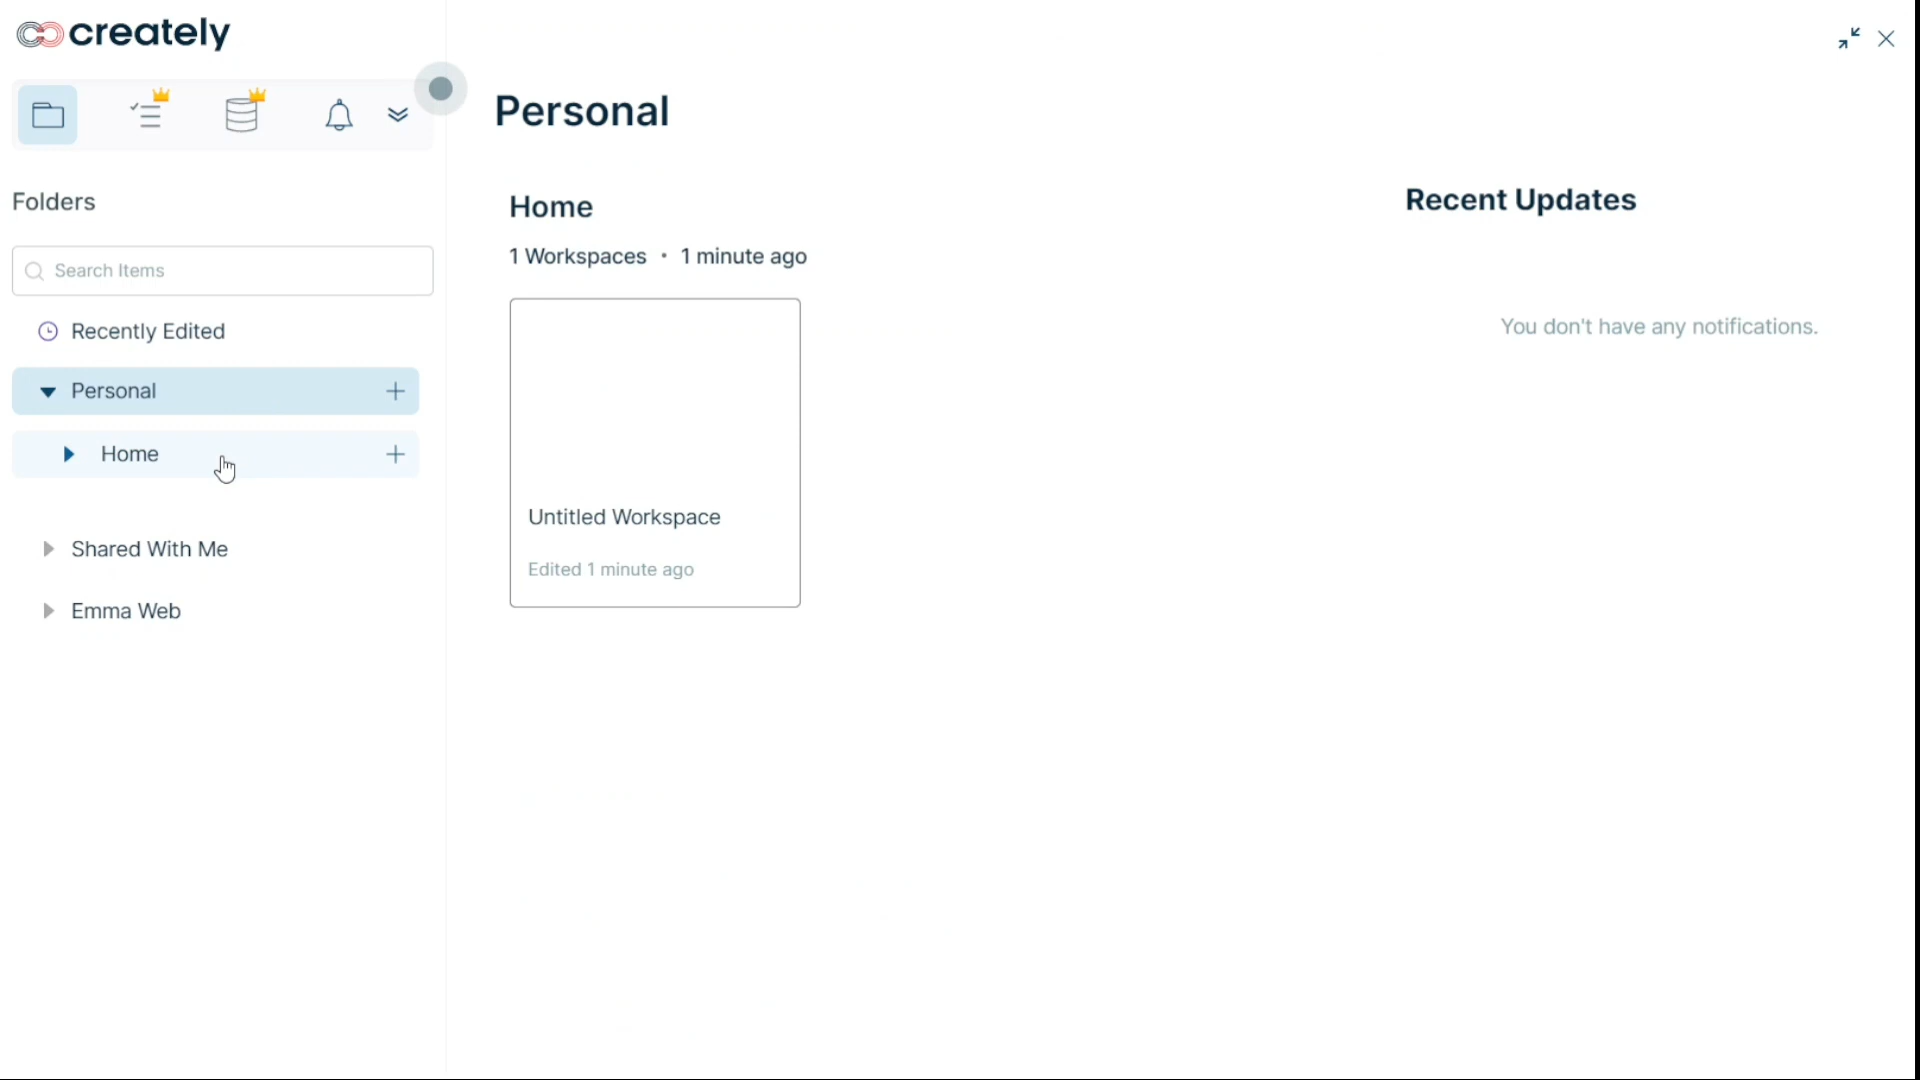 creately
Personal
Folders
Search Items
Recently Edited
Personal
Home
Shared With Me
Emma Web
Home
1 Workspaces • 1 minute ago
Untitled Workspace
Edited 1 minute ago
Recent Updates
You don't have any notifications.